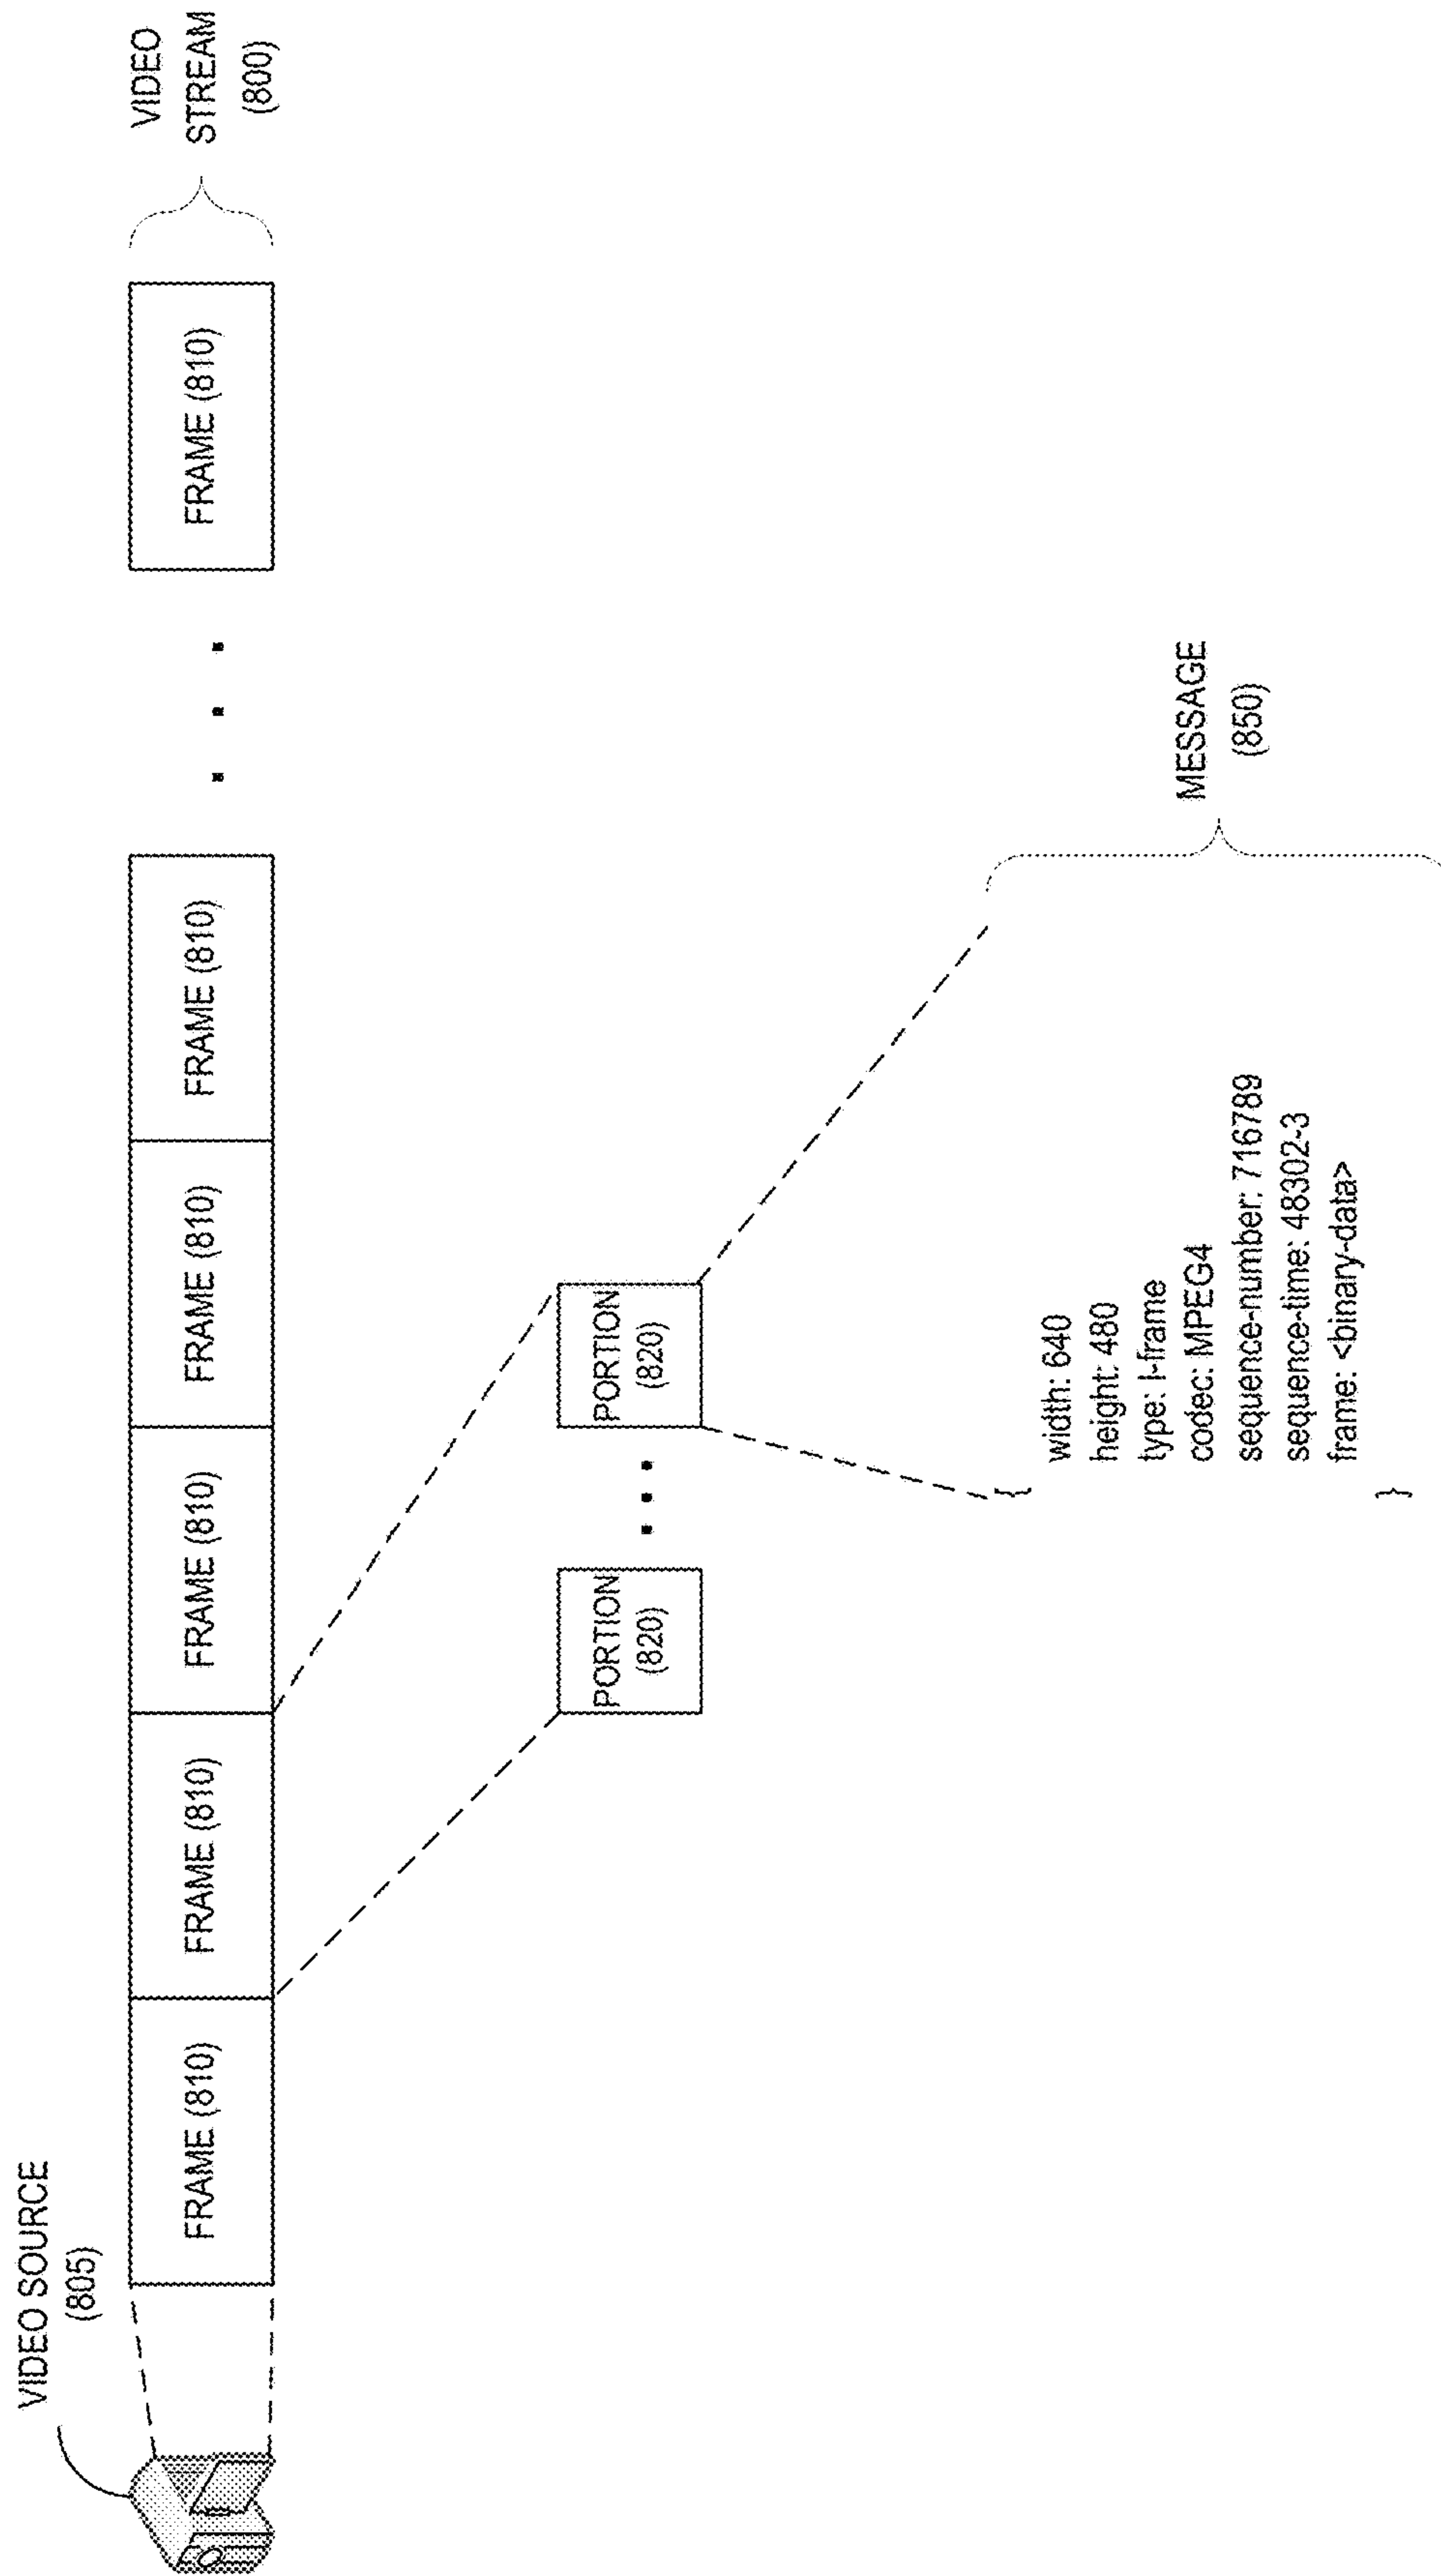 VIDEO SOURCE
(805)
FRAME (810)
FRAME (810)
FRAME (810)
FRAME (810)
FRAME (810)
FRAME (810)
VIDEO
STREAM
(800)
PORTION
(820)
PORTION
(820)
{
width: 640
height: 480
type: I-frame
codec: MPEG4
sequence-number: 716789
sequence-time: 48302-3
frame: <binary-data>
}
MESSAGE
(850)